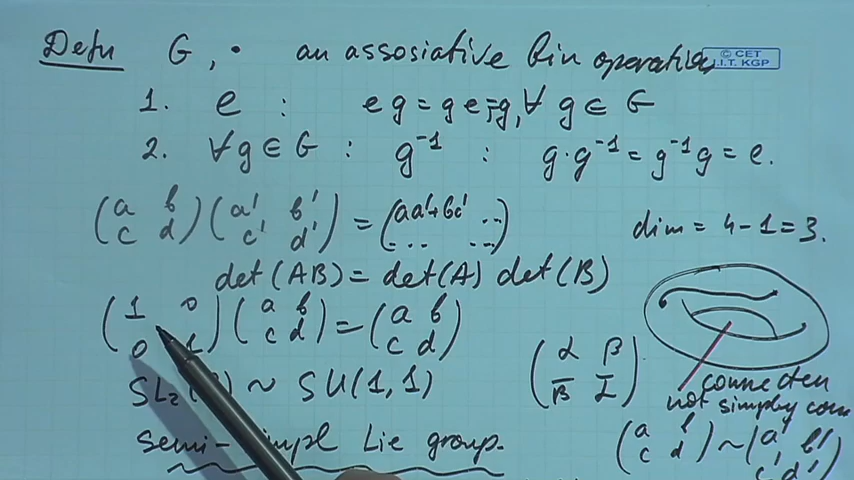 Defn G, · an assosiative bin operation
© CET
I.I.T. KGP
1. e : eg = ge = g, ∀ g ∈ G
2. ∀g ∈ G : g⁻¹ : g·g⁻¹ = g⁻¹g = e.
(a b c d)(a' b' c' d') = (aa'+bc' ... ... ...)
dim = 4-1 = 3.
det(AB) = det(A) det(B)
(1 0 0 1)(a b c d) = (a b c d)
SL₂( ) ~ SU(1,1)
(α β β̄ ᾱ)
connected
not simply conn
semi-simpl Lie group.
(a b c d) ~ (a' b' c' d')